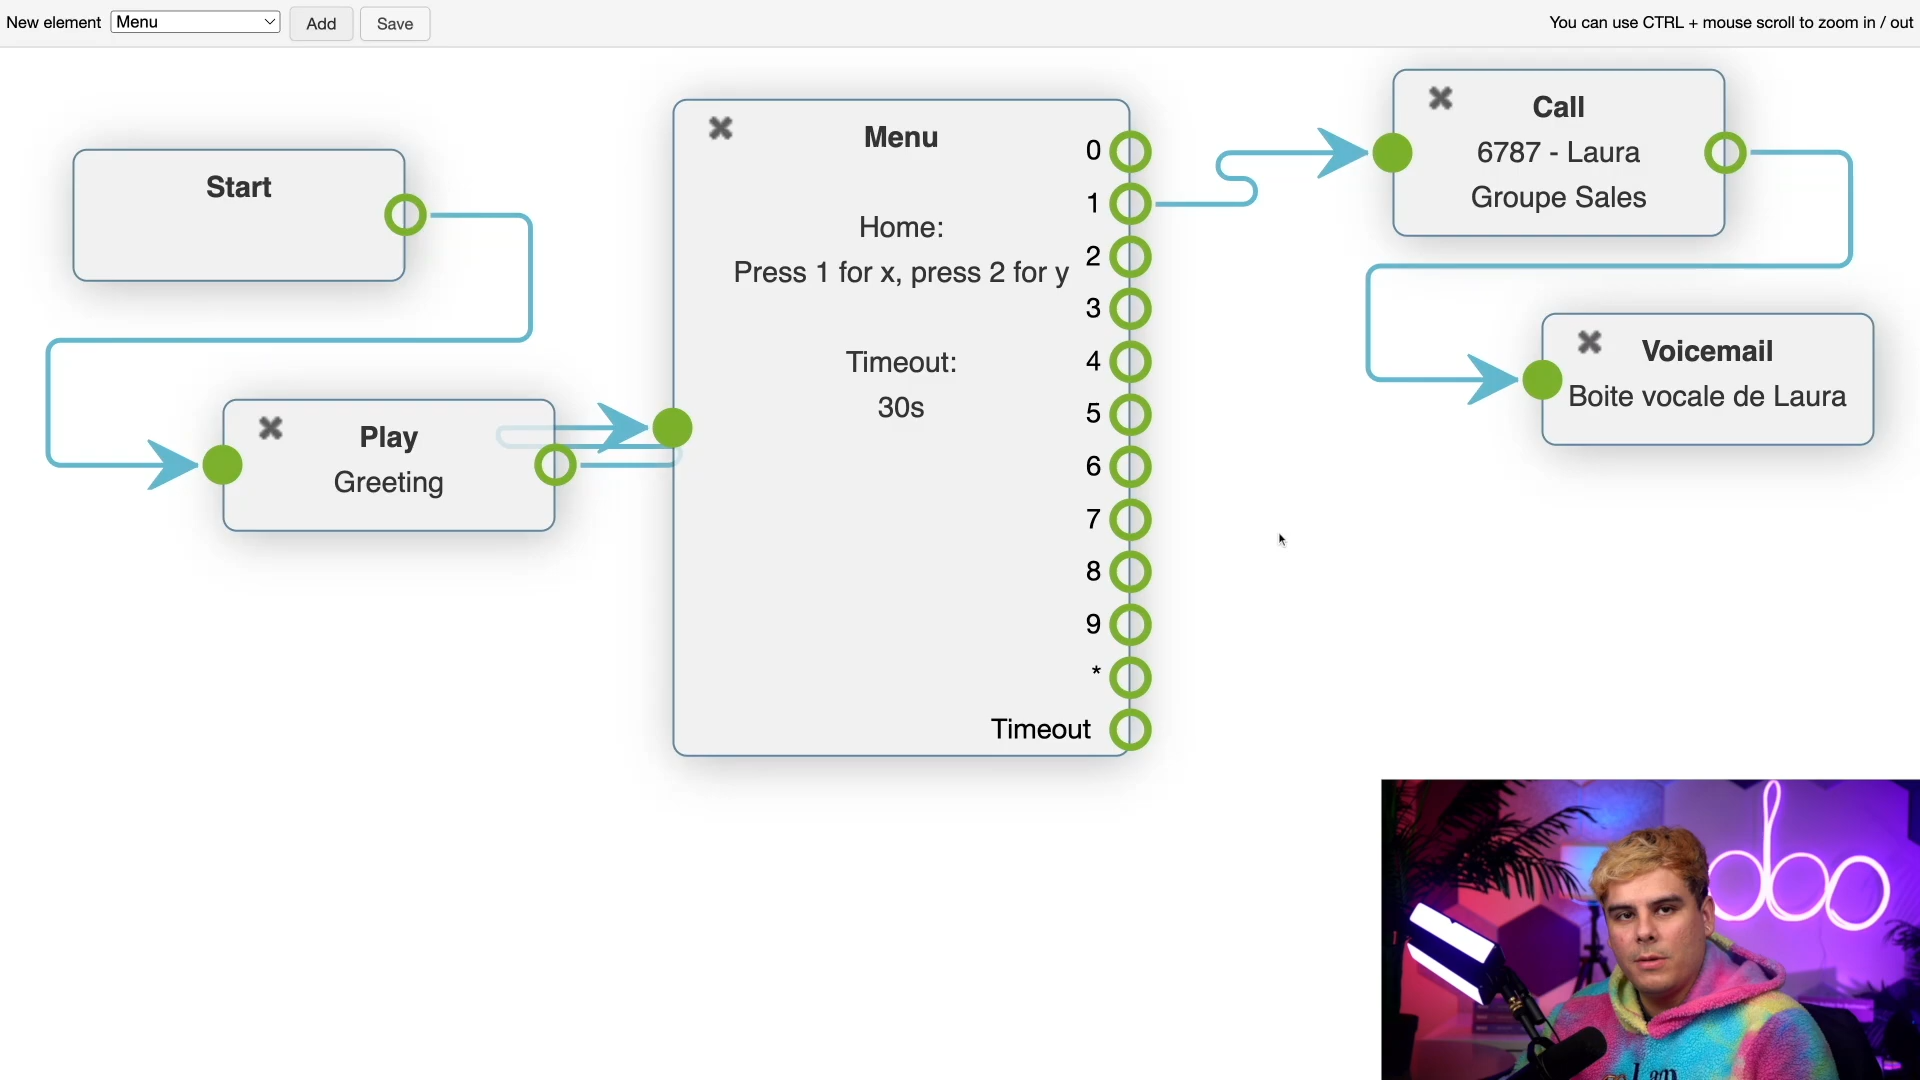 New element Menu Add Save
You can use CTRL + mouse scroll to zoom in / out
Start
Play
Greeting
Menu
Home:
Press 1 for x, press 2 for y
Timeout:
30s
0
1
2
3
4
5
6
7
8
9
*
Timeout
Call
6787 - Laura
Groupe Sales
Voicemail
Boite vocale de Laura